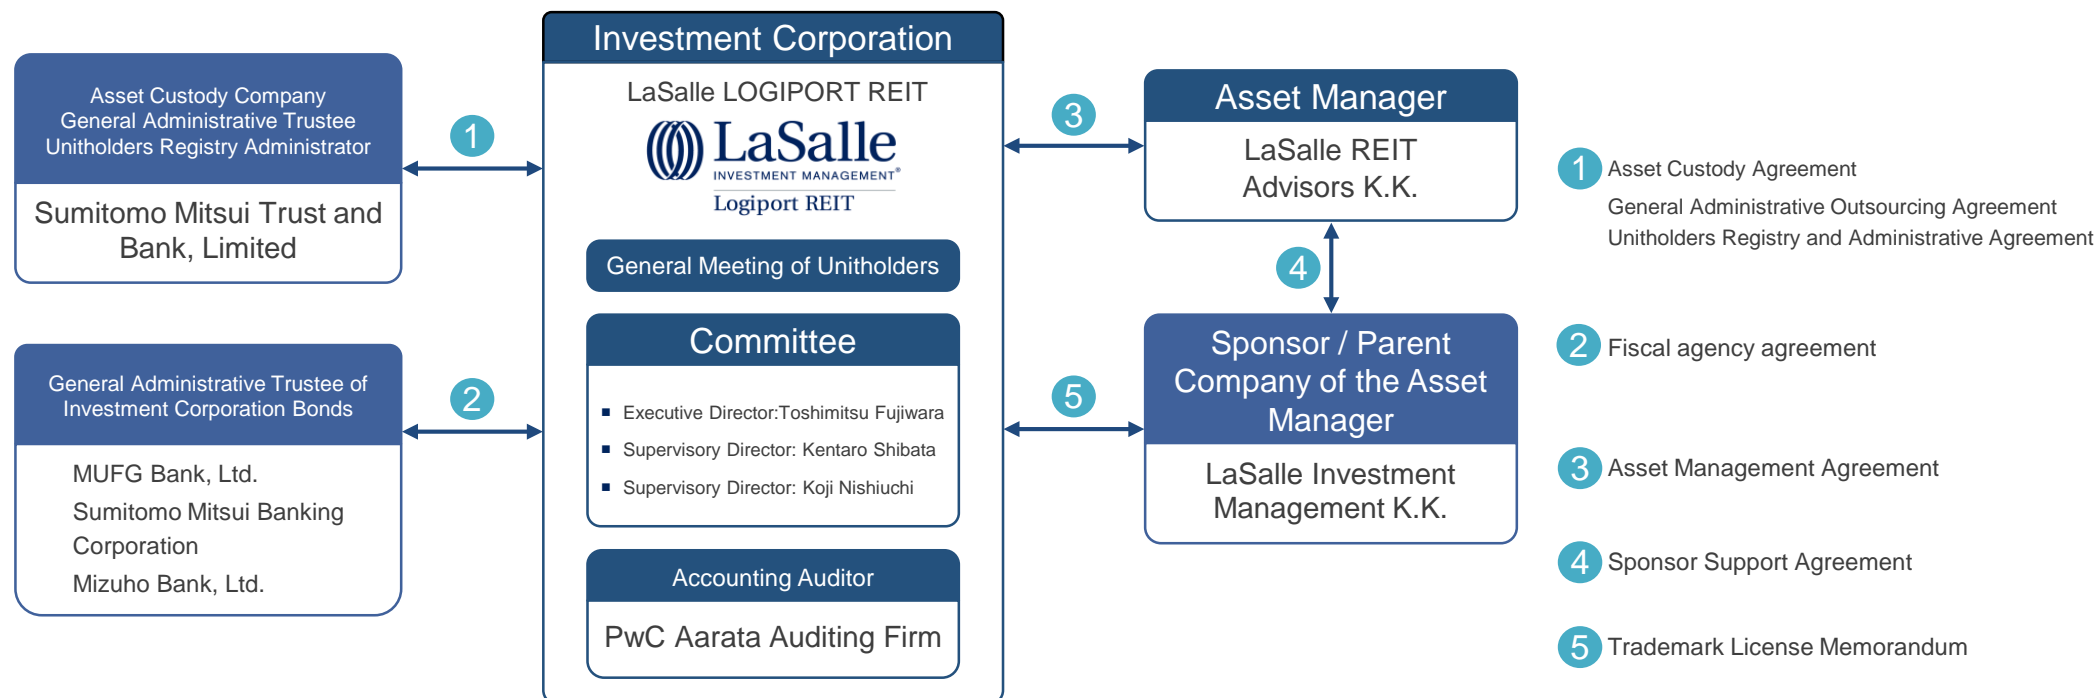 Asset Custody Company
General Administrative Trustee
Unitholders Registry Administrator
Sumitomo Mitsui Trust and
Bank, Limited
1
General Administrative Trustee of
Investment Corporation Bonds
MUFG Bank, Ltd.
Sumitomo Mitsui Banking
Corporation
Mizuho Bank, Ltd.
2
Investment Corporation
LaSalle LOGIPORT REIT
LaSalle
INVESTMENT MANAGEMENT®
Logiport REIT
General Meeting of Unitholders
Committee
▪ Executive Director:Toshimitsu Fujiwara
▪ Supervisory Director: Kentaro Shibata
▪ Supervisory Director: Koji Nishiuchi
Accounting Auditor
PwC Aarata Auditing Firm
3
Asset Manager
LaSalle REIT
Advisors K.K.
4
5
Sponsor / Parent
Company of the Asset
Manager
LaSalle Investment
Management K.K.
1 Asset Custody Agreement
General Administrative Outsourcing Agreement
Unitholders Registry and Administrative Agreement
2 Fiscal agency agreement
3 Asset Management Agreement
4 Sponsor Support Agreement
5 Trademark License Memorandum